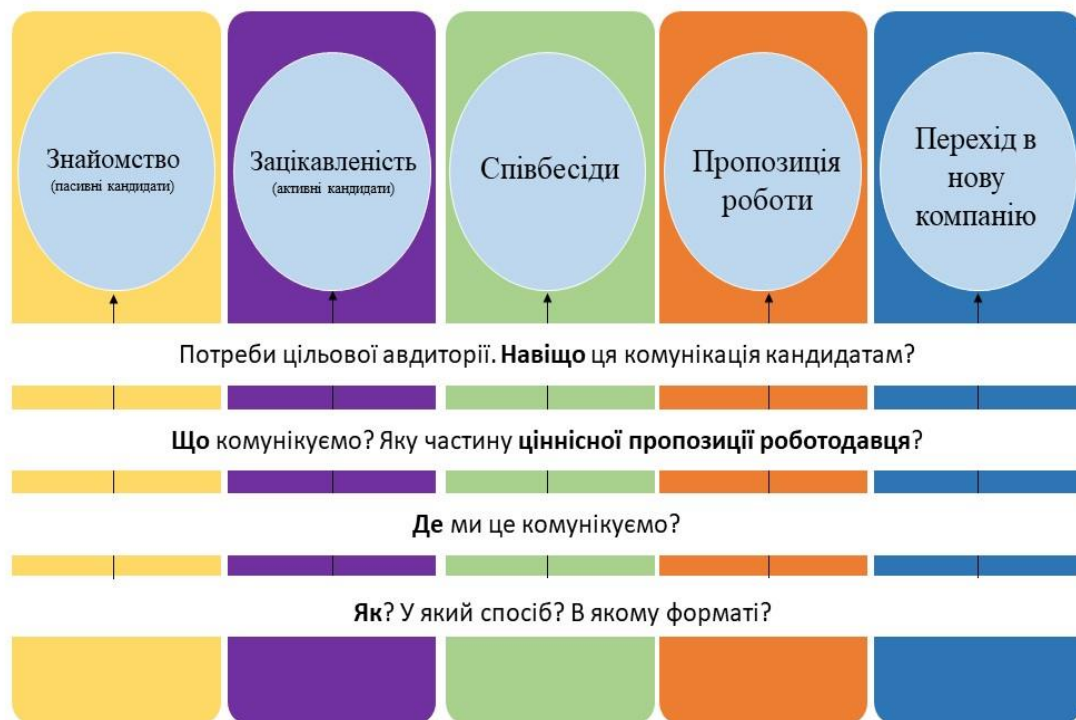 Знайомство
(пасивні кандидати)
Зацікавленість
(активні кандидати)
Співбесіди
Пропозиція
роботи
Перехід в
нову
компанію
Потреби цільової авдиторії. Навіщо ця комунікація кандидатам?
Що комунікуємо? Яку частину ціннісної пропозиції роботодавця?
Де ми це комунікуємо?
Як? У який спосіб? В якому форматі?